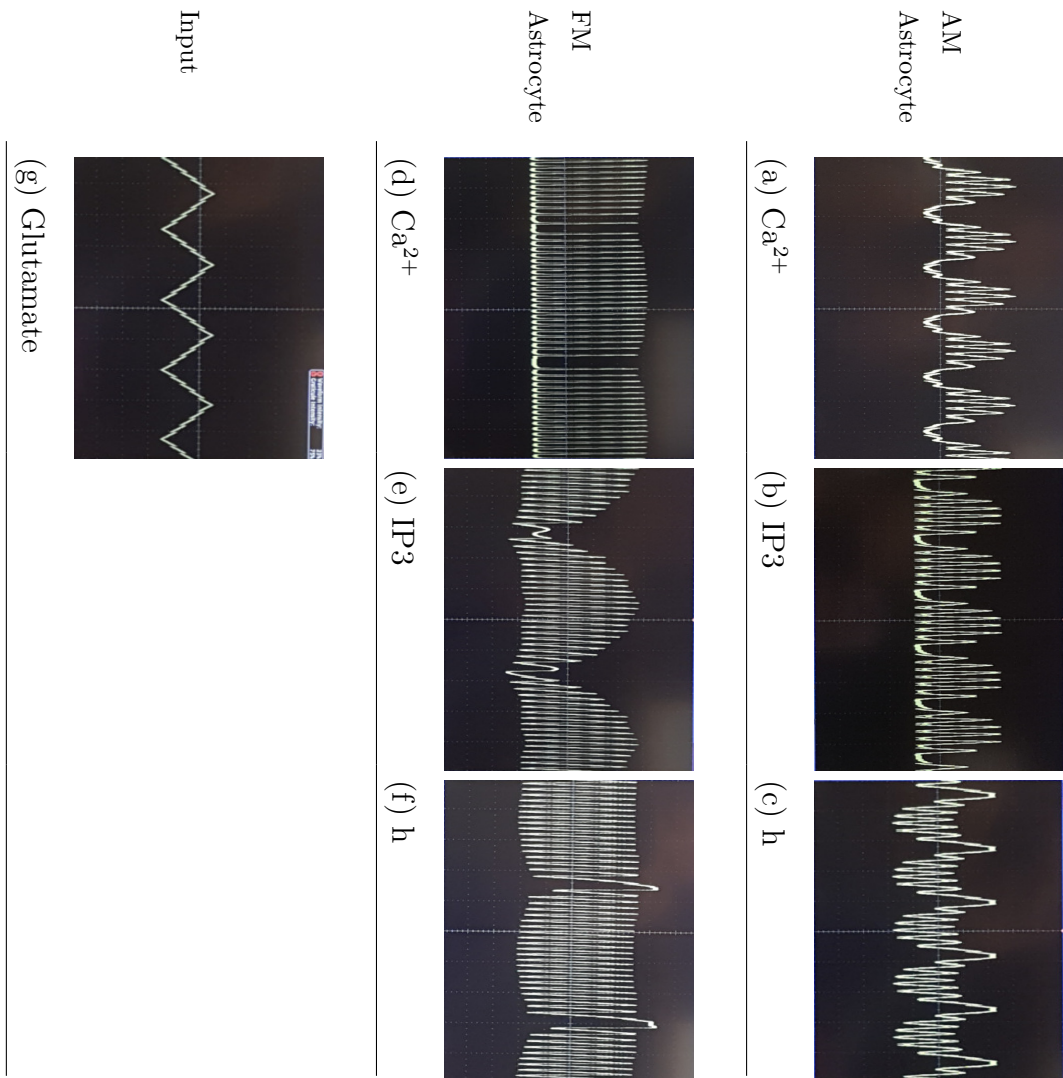 AM
Astrocyte
(a) Ca²⁺ (b) IP3 (c) h
FM
Astrocyte
(d) Ca²⁺ (e) IP3 (f) h
Input
(g) Glutamate